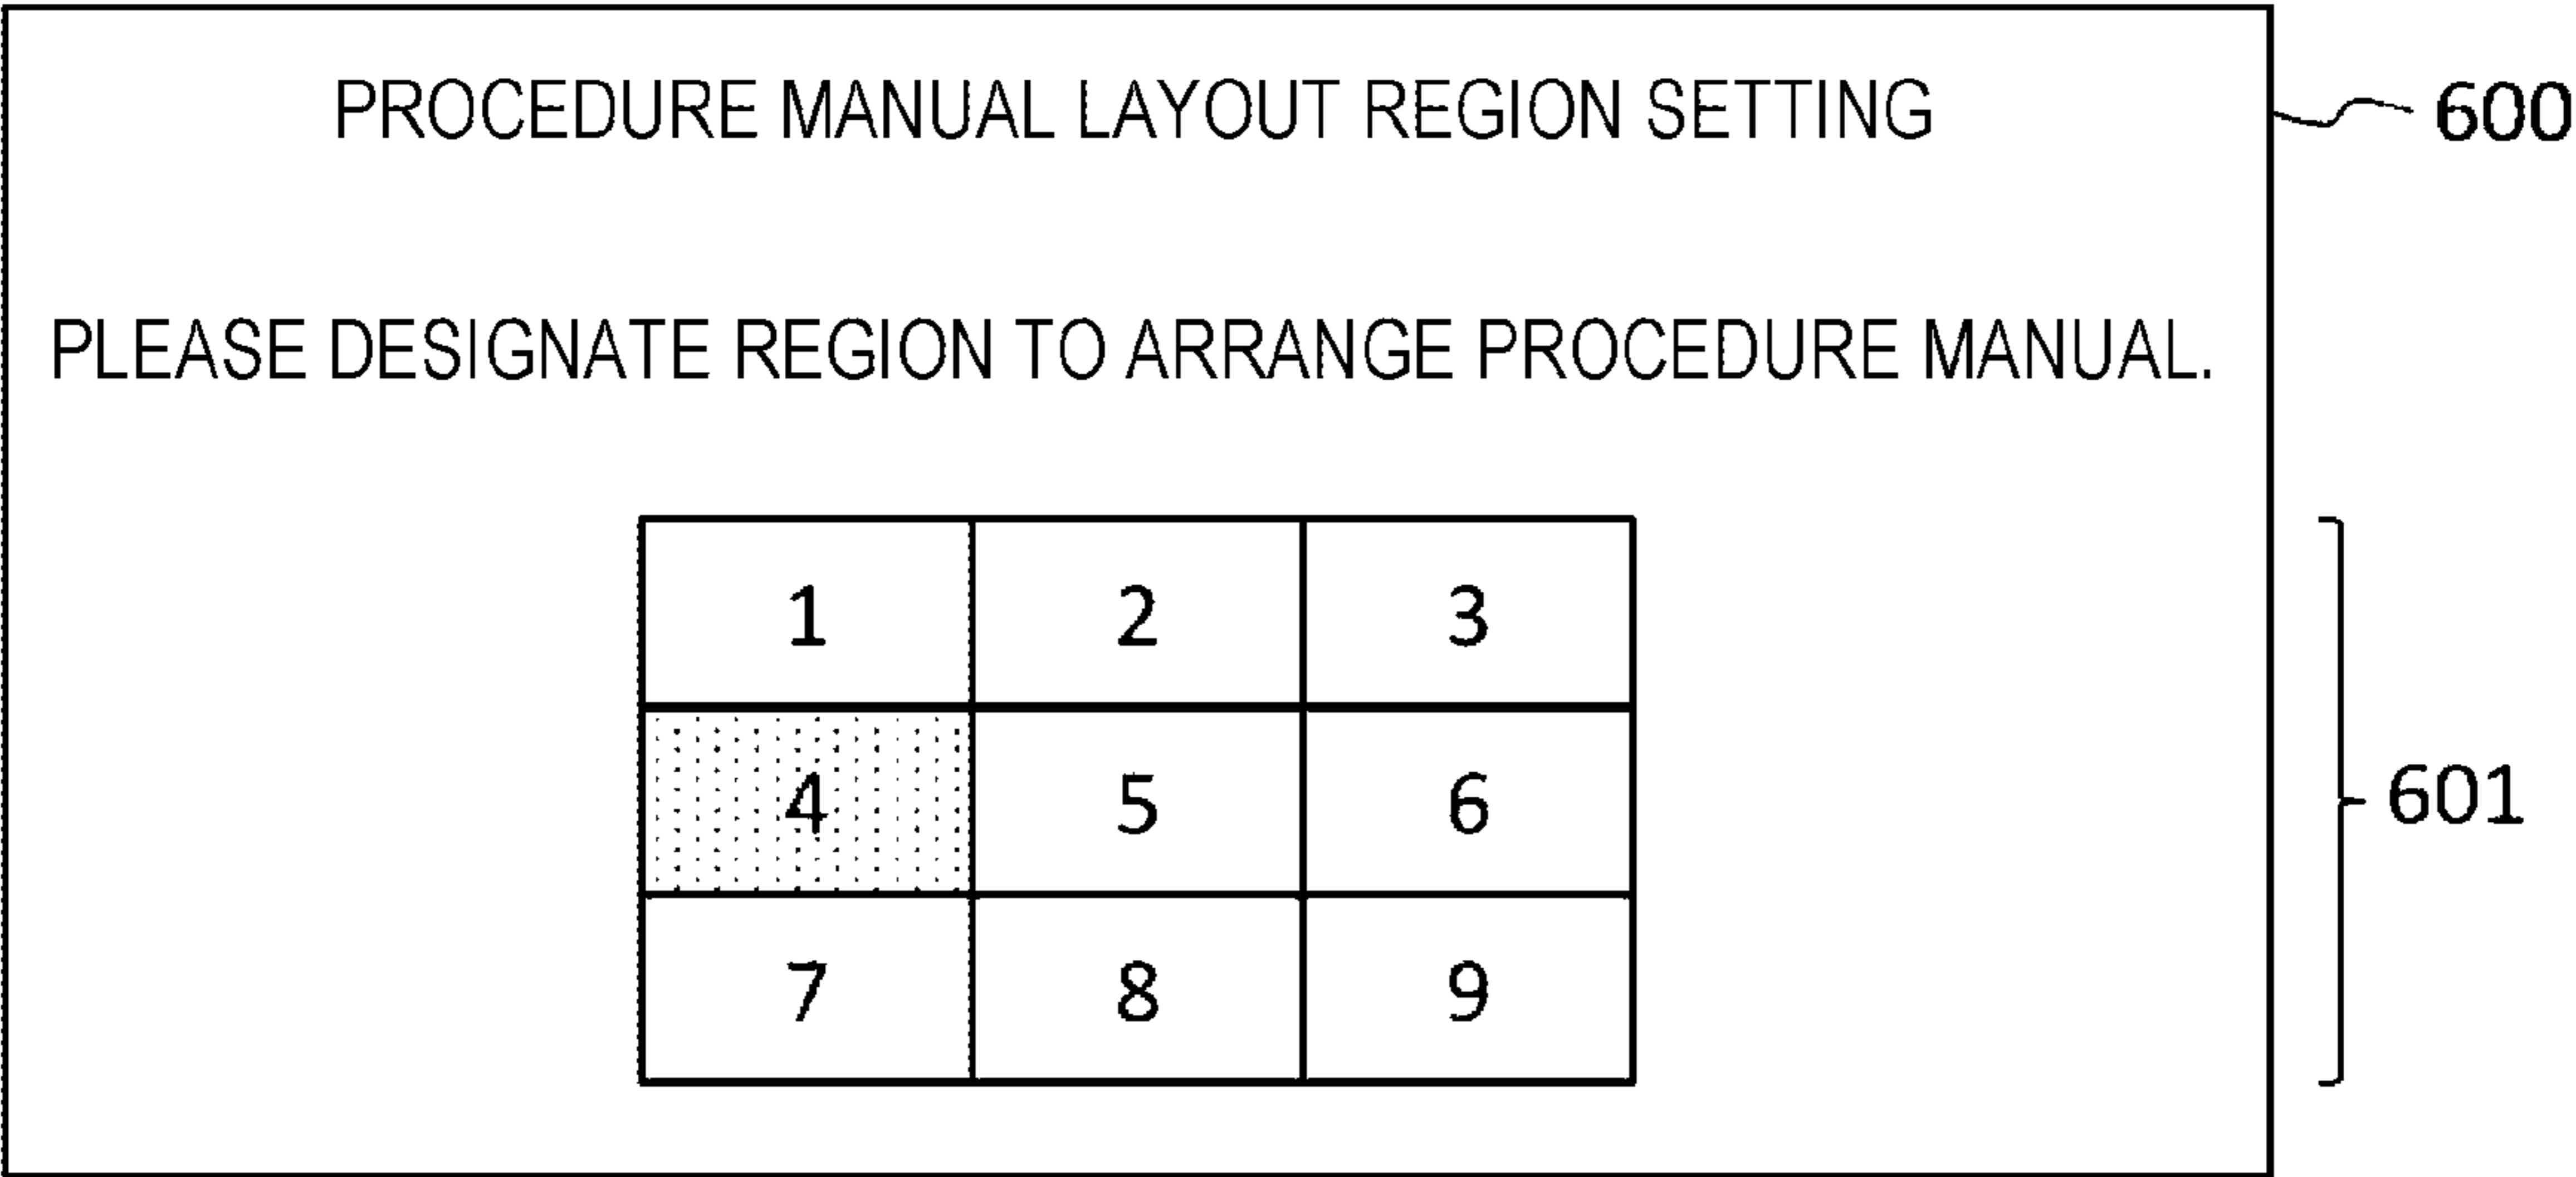 PROCEDURE MANUAL LAYOUT REGION SETTING
600
PLEASE DESIGNATE REGION TO ARRANGE PROCEDURE MANUAL.
1 2 3
4 5 6
601
7 8 9